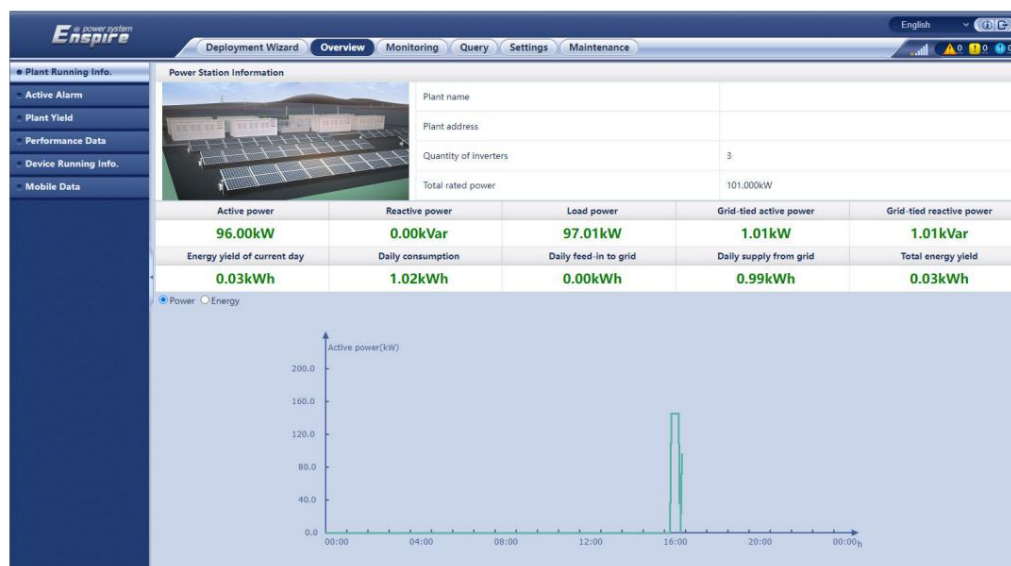 e power system
Enspire
English
Deployment Wizard Overview Monitoring Query Settings Maintenance
0 0 0
Plant Running Info.
Active Alarm
Plant Yield
Performance Data
Device Running Info.
Mobile Data
Power Station Information
Plant name
Plant address
Quantity of inverters 3
Total rated power 101.000kW
Active power Reactive power Load power Grid-tied active power Grid-tied reactive power
96.00kW 0.00kVar 97.01kW 1.01kW 1.01kVar
Energy yield of current day Daily consumption Daily feed-in to grid Daily supply from grid Total energy yield
0.03kWh 1.02kWh 0.00kWh 0.99kWh 0.03kWh
Power Energy
Active power(kW)
200.0
160.0
120.0
80.0
40.0
0.0
00:00 04:00 08:00 12:00 16:00 20:00 00:00 h